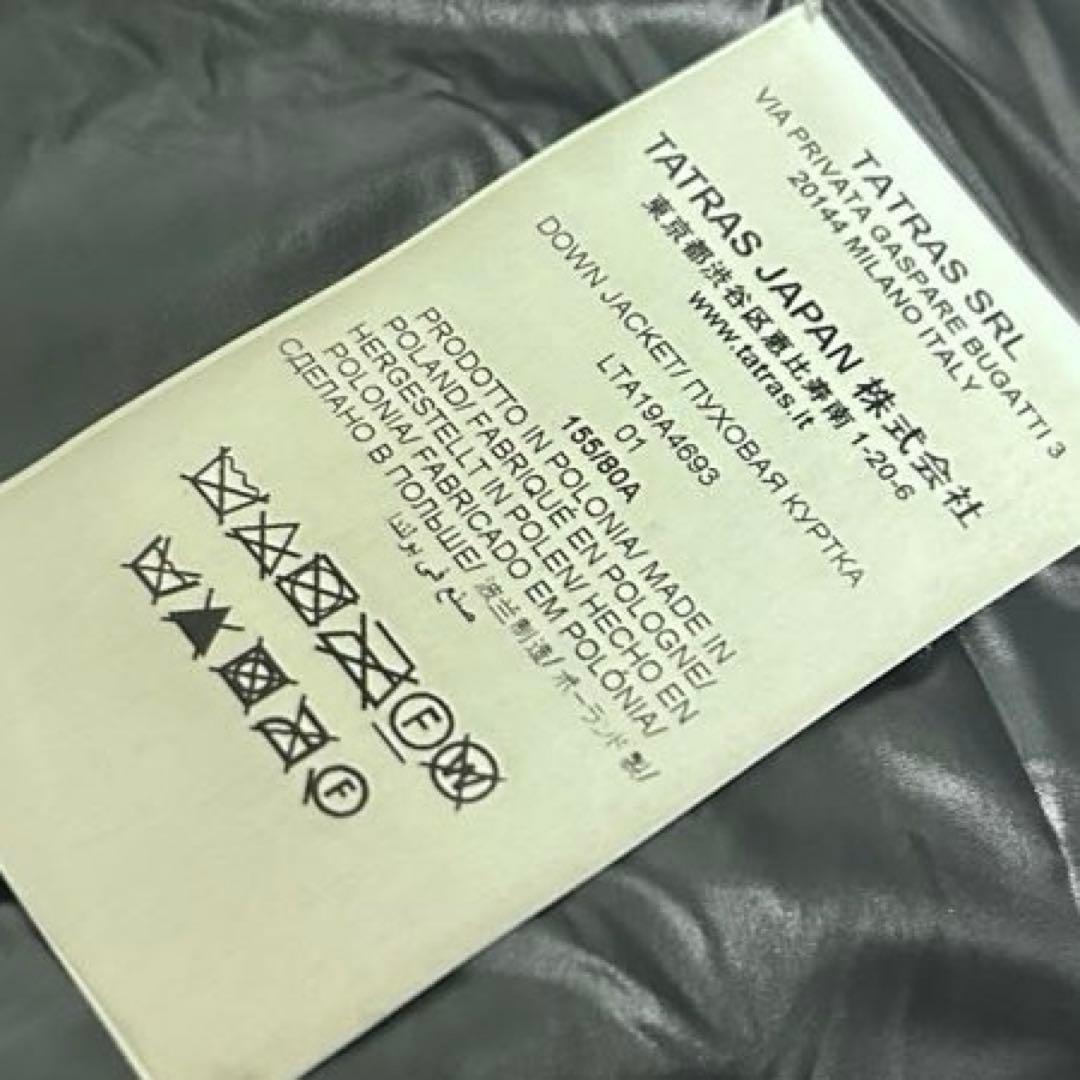 TATRAS SRL
VIA PRIVATA GASPARE BUGATTI 3
20144 MILANO ITALY
TATRAS JAPAN 株式会社
東京都渋谷区恵比寿南 1-20-6
www.tatras.it
DOWN JACKET/ ПУХОВАЯ КУРТКА
LTA19A4693
01
155/80A
PRODOTTO IN POLONIA/ MADE IN
POLAND/ FABRIQUÉ EN POLOGNE/
HERGESTELLT IN POLEN/ HECHO EN
POLONIA/ FABRICADO EM POLÓNIA/
СДЕЛАНО В ПОЛЬШЕ/ 波兰制造/ ポーランド製/
صنع في بولندا
F W
F